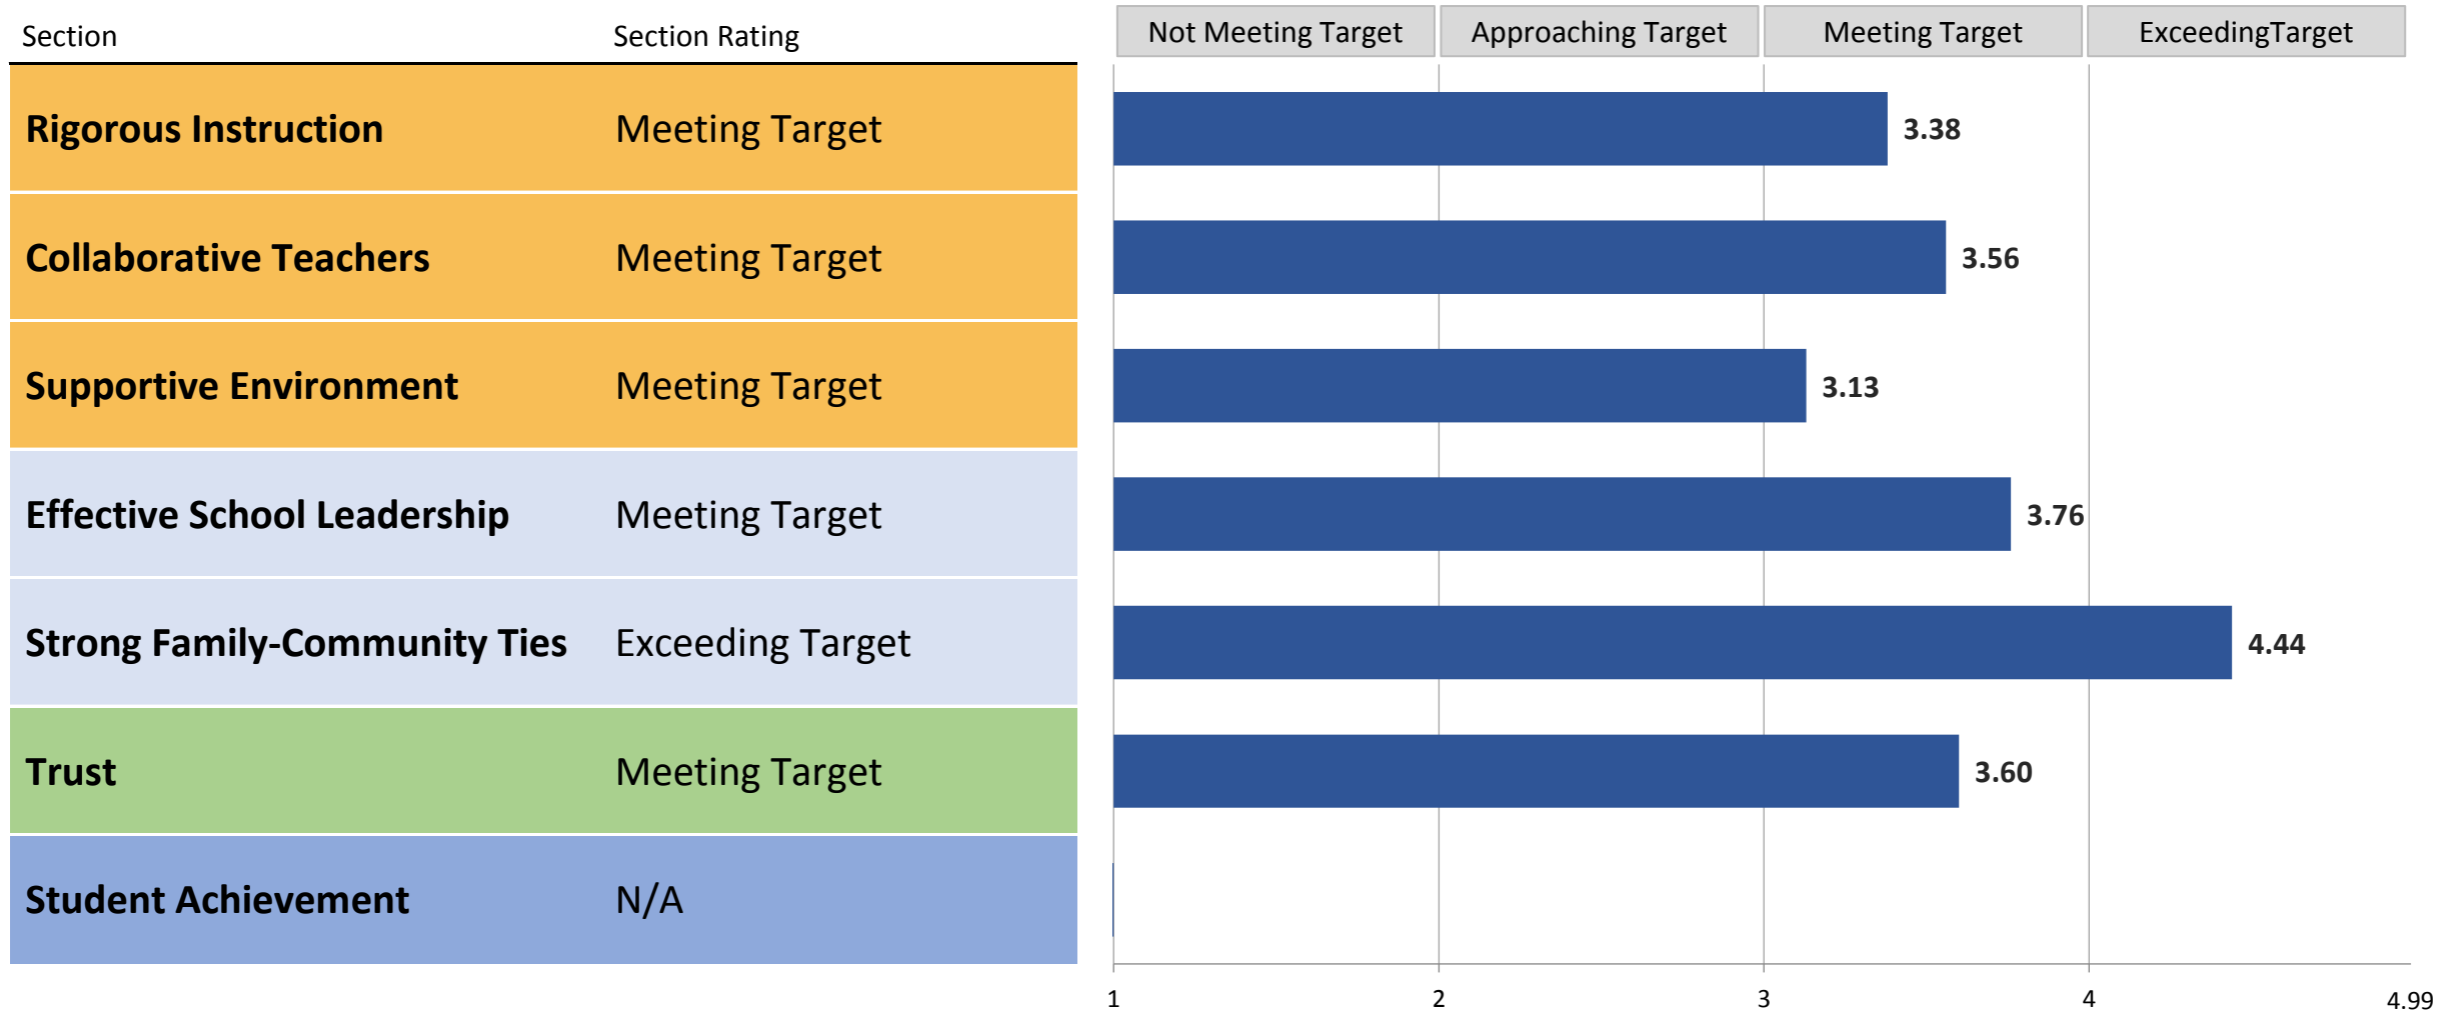 Section Section Rating Not Meeting Target Approaching Target Meeting Target ExceedingTarget
Rigorous Instruction Meeting Target 3.38
Collaborative Teachers Meeting Target 3.56
Supportive Environment Meeting Target 3.13
Effective School Leadership Meeting Target 3.76
Strong Family-Community Ties Exceeding Target 4.44
Trust Meeting Target 3.60
Student Achievement N/A
1 2 3 4 4.99